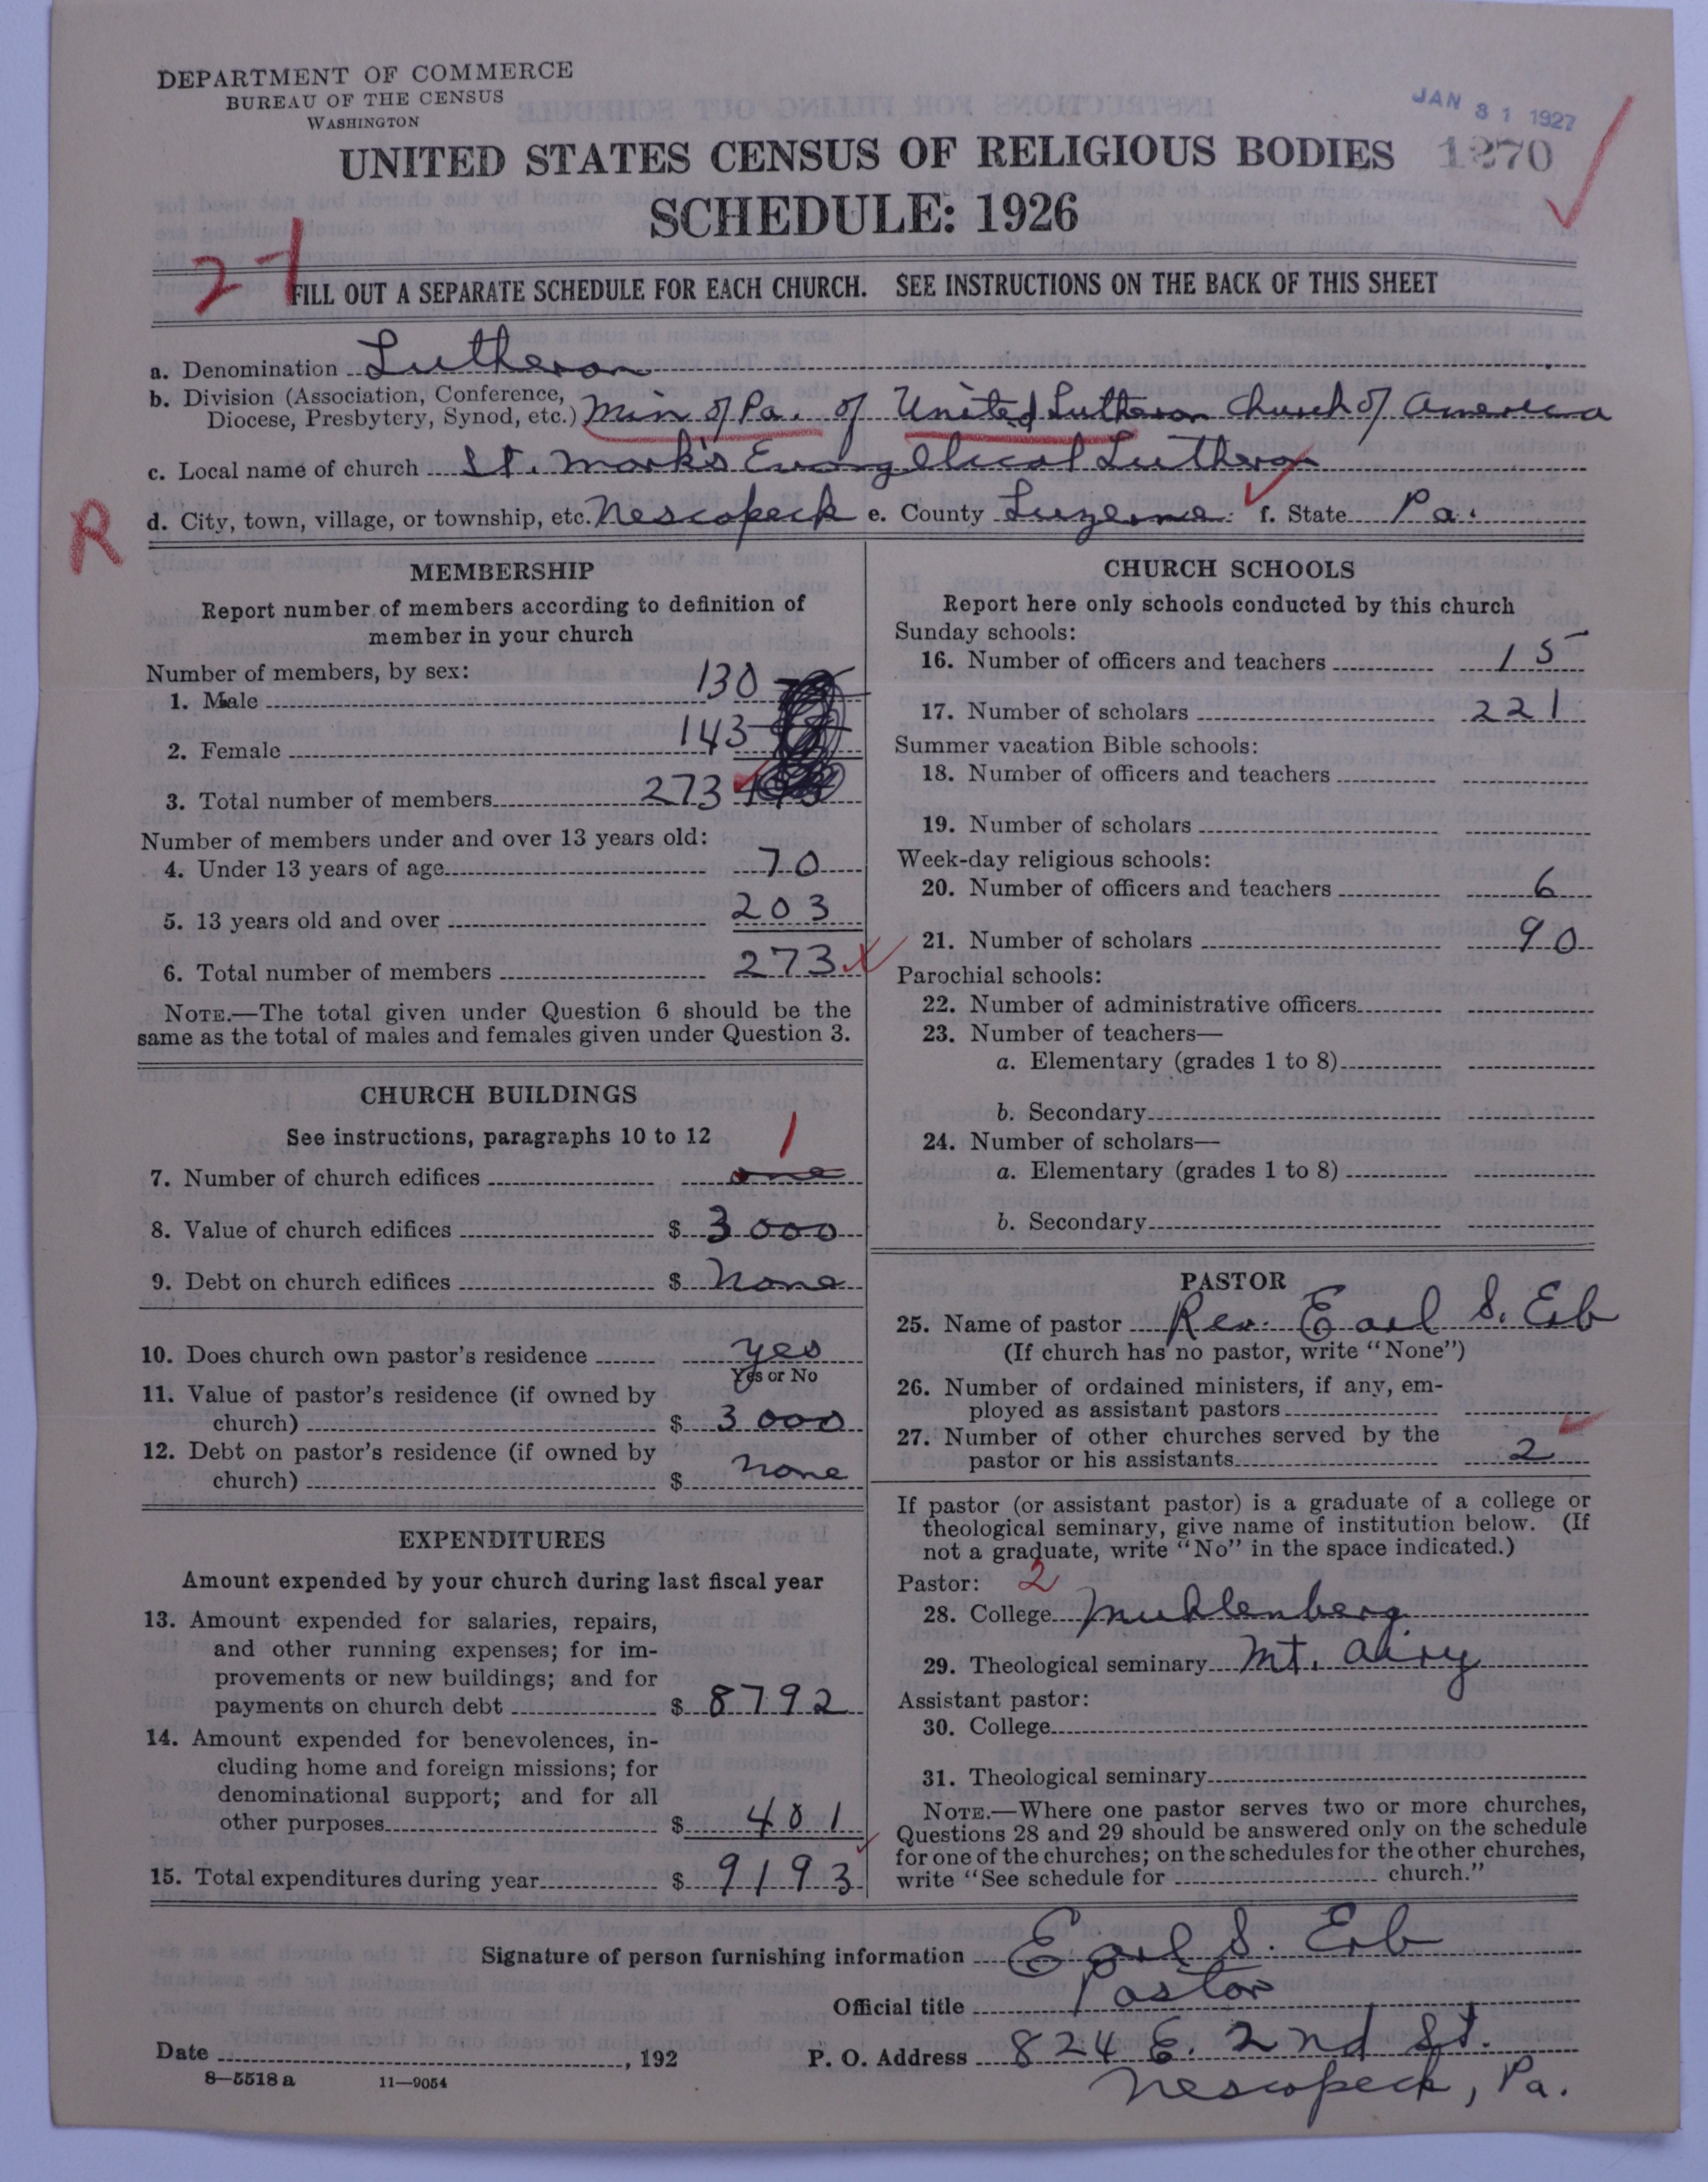 DEPARTMENT OF COMMERCE
BUREAU OF THE CENSUS
WASHINGTON
JAN 31 1927
UNITED STATES CENSUS OF RELIGIOUS BODIES 1270
SCHEDULE: 1926
27
FILL OUT A SEPARATE SCHEDULE FOR EACH CHURCH. SEE INSTRUCTIONS ON THE BACK OF THIS SHEET
a. Denomination Lutheran
b. Division (Association, Conference,
Diocese, Presbytery, Synod, etc.) Min of Pa. of United Lutheran Church of America
c. Local name of church St. Mark's Evangelical Lutheran
R
d. City, town, village, or township, etc. Nescopeck e. County Luzerne f. State Pa.
MEMBERSHIP
Report number of members according to definition of
member in your church
Number of members, by sex:
1. Male 130
2. Female 143
3. Total number of members 273
Number of members under and over 13 years old:
4. Under 13 years of age 70
5. 13 years old and over 203
6. Total number of members 273
NOTE.—The total given under Question 6 should be the
same as the total of males and females given under Question 3.
CHURCH BUILDINGS
See instructions, paragraphs 10 to 12
1
7. Number of church edifices one
8. Value of church edifices $ 3000
9. Debt on church edifices $ none
10. Does church own pastor's residence yes
Yes or No
11. Value of pastor's residence (if owned by
church) $ 3000
12. Debt on pastor's residence (if owned by
church) $ none
EXPENDITURES
Amount expended by your church during last fiscal year
13. Amount expended for salaries, repairs,
and other running expenses; for im-
provements or new buildings; and for
payments on church debt $ 8792
14. Amount expended for benevolences, in-
cluding home and foreign missions; for
denominational support; and for all
other purposes $ 401
15. Total expenditures during year $ 9193
CHURCH SCHOOLS
Report here only schools conducted by this church
Sunday schools:
16. Number of officers and teachers 15
17. Number of scholars 221
Summer vacation Bible schools:
18. Number of officers and teachers
19. Number of scholars
Week-day religious schools:
20. Number of officers and teachers 6
21. Number of scholars 90
Parochial schools:
22. Number of administrative officers
23. Number of teachers—
a. Elementary (grades 1 to 8)
b. Secondary
24. Number of scholars—
a. Elementary (grades 1 to 8)
b. Secondary
PASTOR
25. Name of pastor Rev. Earl S. Erb
(If church has no pastor, write "None")
26. Number of ordained ministers, if any, em-
ployed as assistant pastors
27. Number of other churches served by the
pastor or his assistants 2
If pastor (or assistant pastor) is a graduate of a college or
theological seminary, give name of institution below. (If
not a graduate, write "No" in the space indicated.)
Pastor: 2
28. College Muhlenberg
29. Theological seminary Mt. Airy
Assistant pastor:
30. College
31. Theological seminary
NOTE.—Where one pastor serves two or more churches,
Questions 28 and 29 should be answered only on the schedule
for one of the churches; on the schedules for the other churches,
write "See schedule for church."
Signature of person furnishing information Earl S. Erb
Official title Pastor
Date , 192 P. O. Address 824 E. 2nd St.
8—5518 a 11—9054 Nescopeck, Pa.